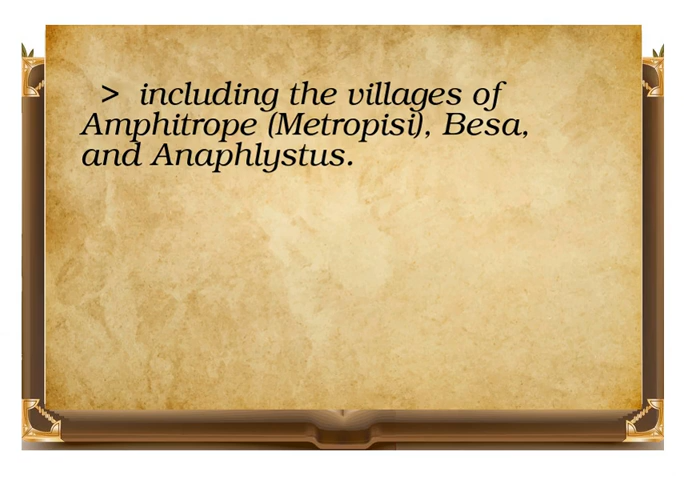 > including the villages of
Amphitrope (Metropisi), Besa,
and Anaphlystus.